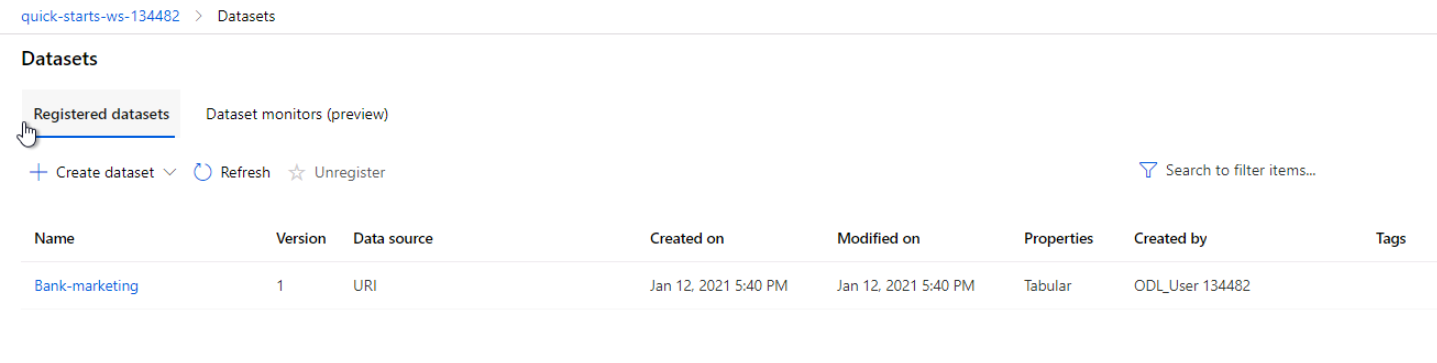 quick-starts-ws-134482 > Datasets
Datasets
Registered datasets Dataset monitors (preview)
Create dataset Refresh Unregister Search to filter items...
Name Version Data source Created on Modified on Properties Created by Tags
Bank-marketing 1 URI Jan 12, 2021 5:40 PM Jan 12, 2021 5:40 PM Tabular ODL_User 134482